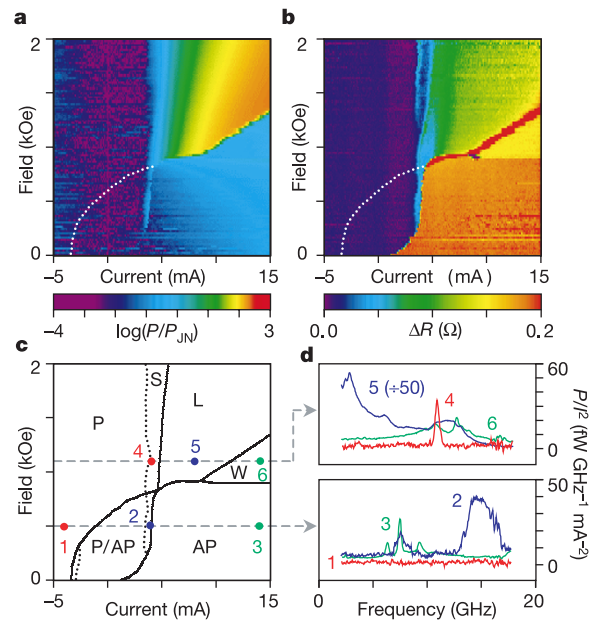 a
2
Field (kOe)
0
–5
Current (mA)
15
–4
log(P/P_JN)
3
b
2
Field (kOe)
0
–5
Current (mA)
15
0.0
ΔR (Ω)
0.2
c
2
Field (kOe)
0
P
S
L
W
P/AP
AP
1
2
3
4
5
6
–5
Current (mA)
15
d
5 (÷50)
4
6
60
0
2
3
1
50
0
P/I² (fW GHz⁻¹ mA⁻²)
0
10
20
Frequency (GHz)